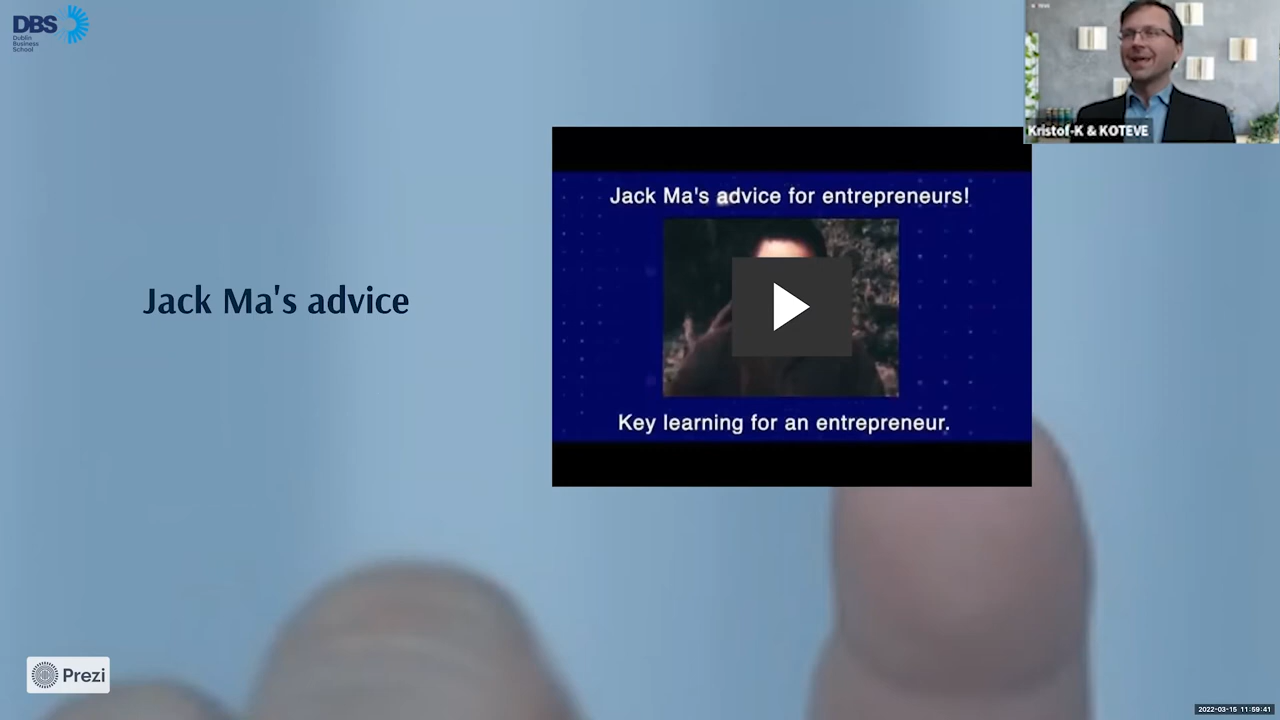 DBS
Dublin
Business
School
Kristof-K & KOTEVE
Jack Ma's advice for entrepreneurs!
Jack Ma's advice
Key learning for an entrepreneur.
Prezi
2022-03-15 11:59:41